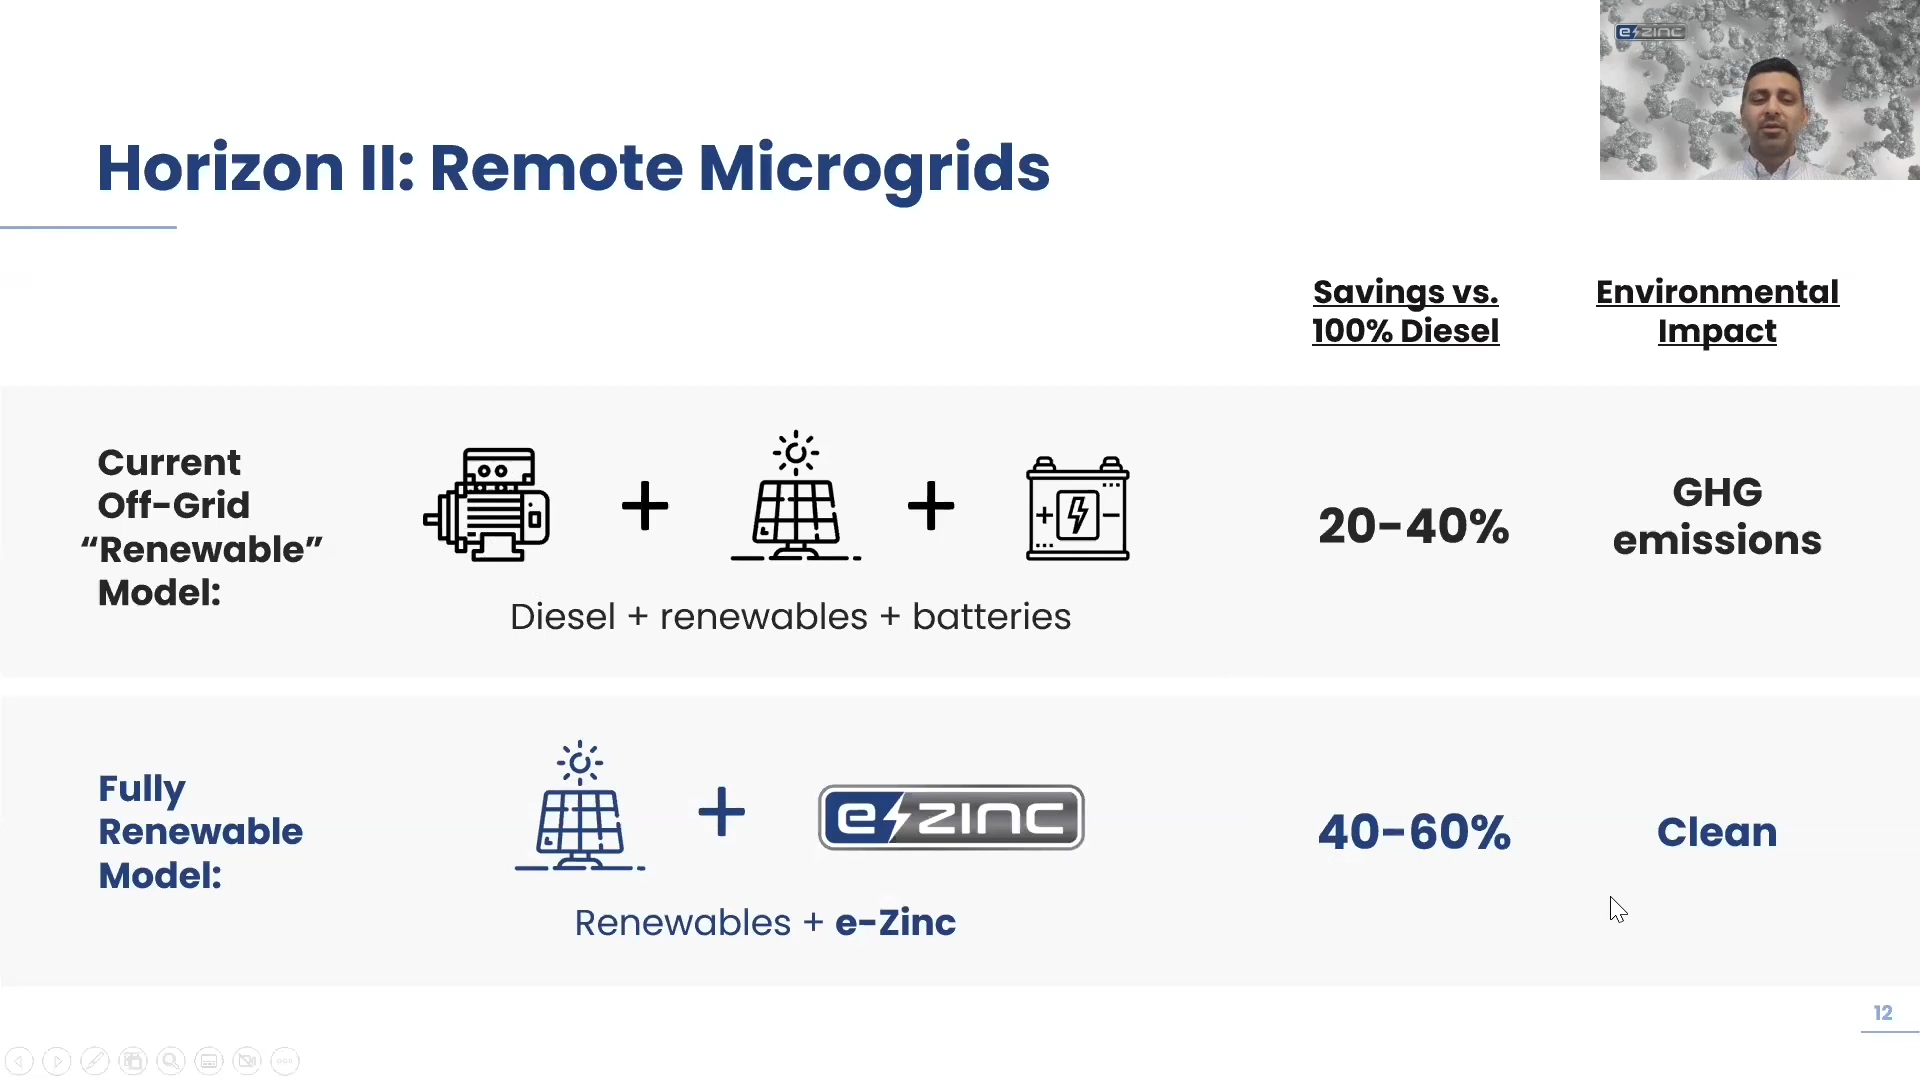 e-zinc
Horizon II: Remote Microgrids
Savings vs.
100% Diesel
Environmental
Impact
Current
Off-Grid
“Renewable”
Model:
Diesel + renewables + batteries
20-40%
GHG
emissions
Fully
Renewable
Model:
e zinc
Renewables + e-Zinc
40-60%
Clean
12